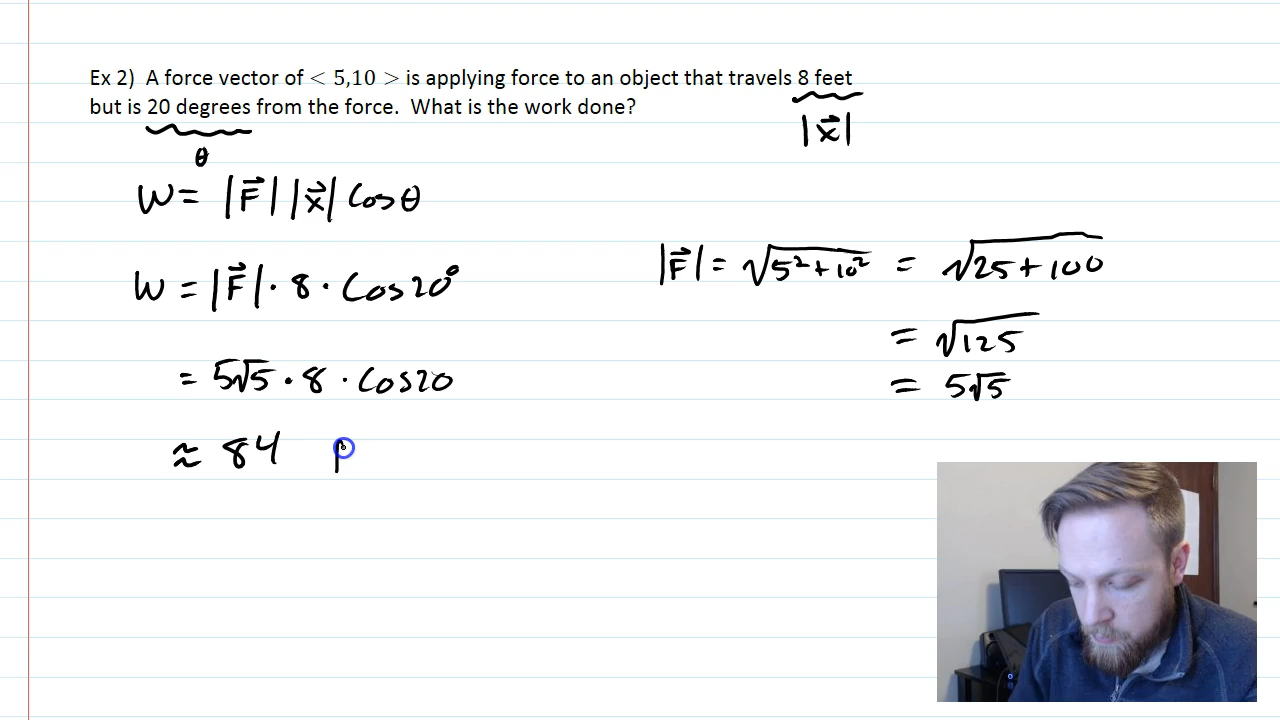 Ex 2) A force vector of < 5,10 > is applying force to an object that travels 8 feet
but is 20 degrees from the force. What is the work done?
|x⃗|
θ
W = |F⃗| |x⃗| Cos θ
|F⃗| = √(5²+10²) = √(25+100)
W = |F⃗| · 8 · Cos 20°
= √125
= 5√5 · 8 · Cos 20
= 5√5
≈ 84